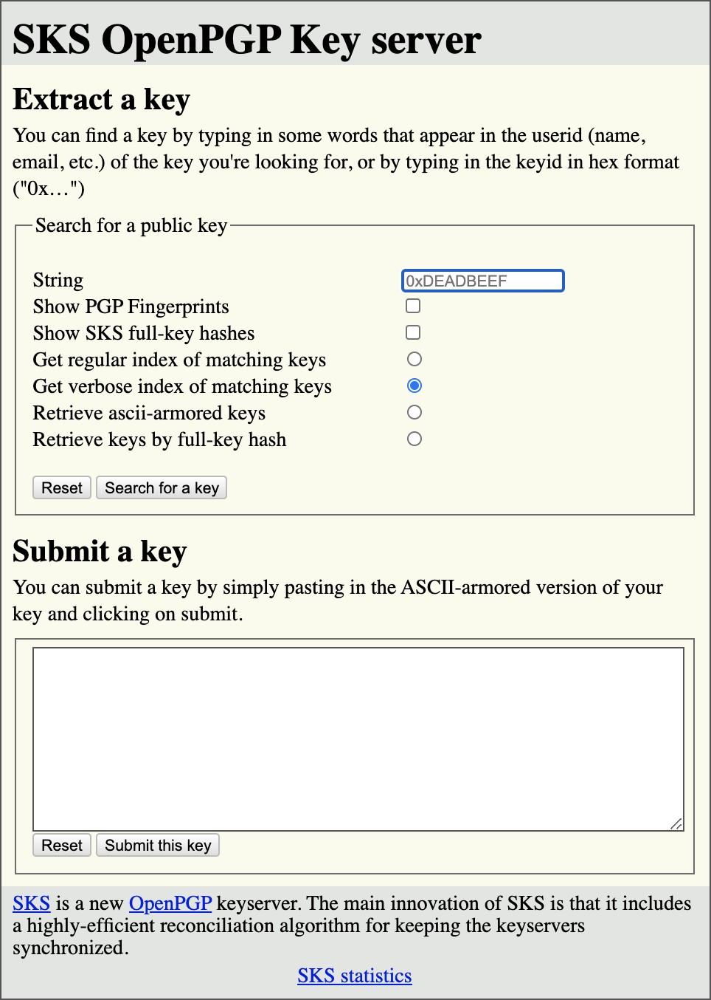 SKS OpenPGP Key server
Extract a key
You can find a key by typing in some words that appear in the userid (name,
email, etc.) of the key you're looking for, or by typing in the keyid in hex format
("0x…")
Search for a public key
String 0xDEADBEEF
Show PGP Fingerprints
Show SKS full-key hashes
Get regular index of matching keys
Get verbose index of matching keys
Retrieve ascii-armored keys
Retrieve keys by full-key hash
Reset Search for a key
Submit a key
You can submit a key by simply pasting in the ASCII-armored version of your
key and clicking on submit.
Reset Submit this key
SKS is a new OpenPGP keyserver. The main innovation of SKS is that it includes
a highly-efficient reconciliation algorithm for keeping the keyservers
synchronized.
SKS statistics